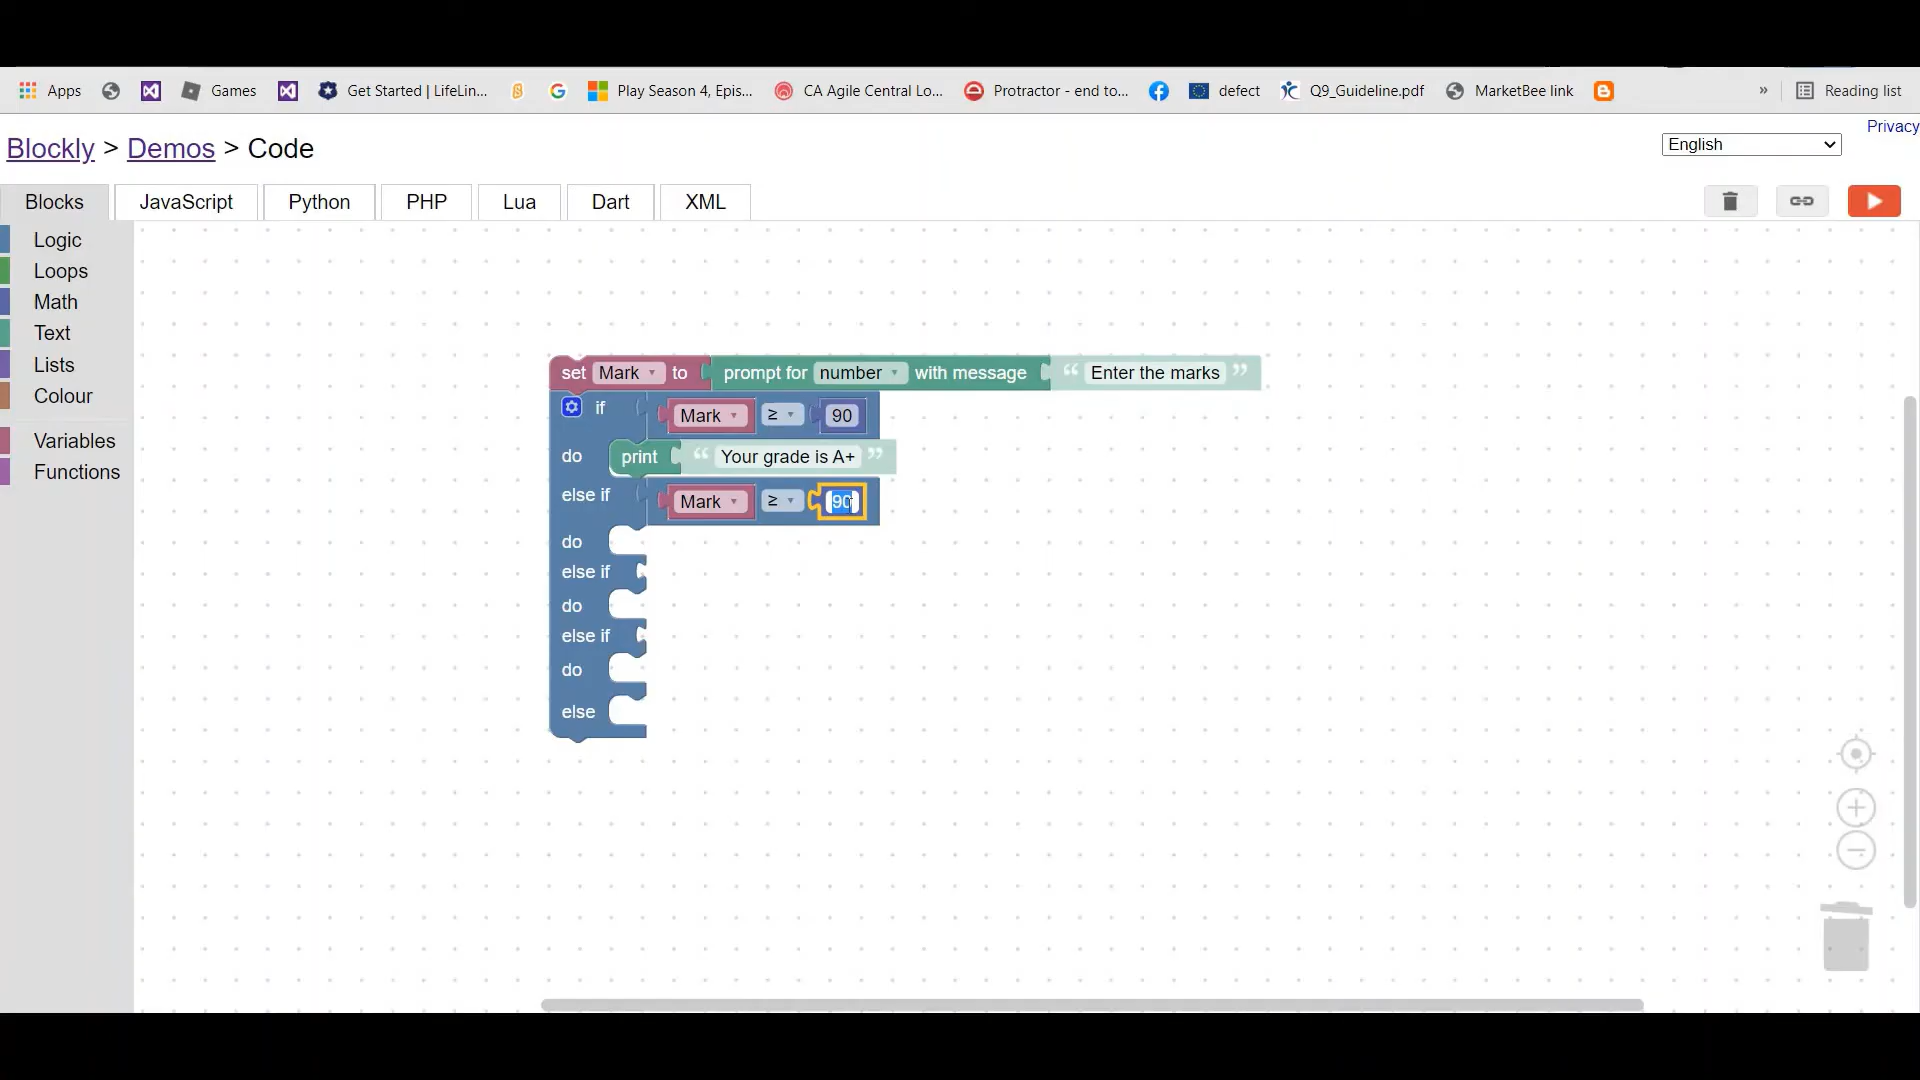 Apps Games Get Started | LifeLin... Play Season 4, Epis... CA Agile Central Lo... Protractor - end to... defect Q9_Guideline.pdf MarketBee link » Reading list
Privacy
Blockly > Demos > Code English
Blocks JavaScript Python PHP Lua Dart XML
Logic
Loops
Math
Text
Lists
Colour
Variables
Functions
set Mark to prompt for number with message “ Enter the marks ”
if Mark ≥ 90
do print “ Your grade is A+ ”
else if Mark ≥ 90
do
else if
do
else if
do
else